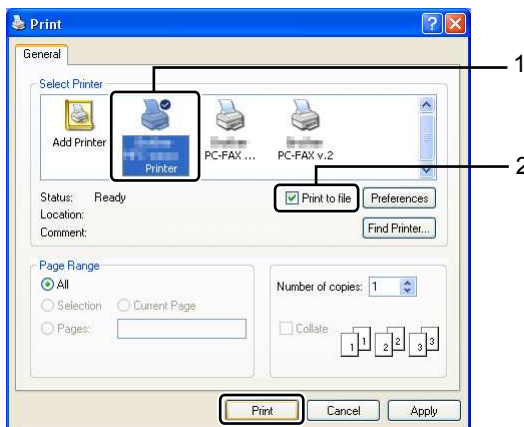 Print
General
1
Select Printer
Add Printer
Printer
PC-FAX ...
PC-FAX v.2
2
Status: Ready
Print to file
Preferences
Location:
Comment:
Find Printer...
Page Range
All
Selection
Current Page
Pages:
Number of copies: 1
Collate
1 1 2 2 3 3
Print
Cancel
Apply